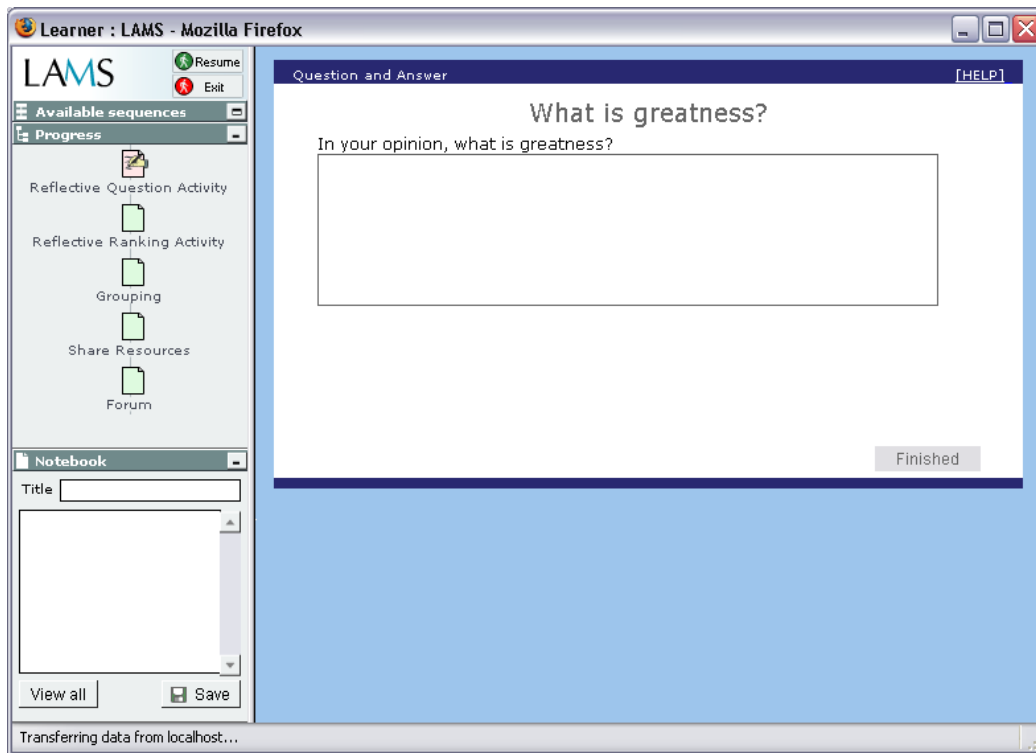 Learner : LAMS - Mozilla Firefox
LAMS
Resume
Exit
Available sequences
Progress
Reflective Question Activity
Reflective Ranking Activity
Grouping
Share Resources
Forum
Notebook
Title
View all
Save
Question and Answer
[HELP]
What is greatness?
In your opinion, what is greatness?
Finished
Transferring data from localhost...